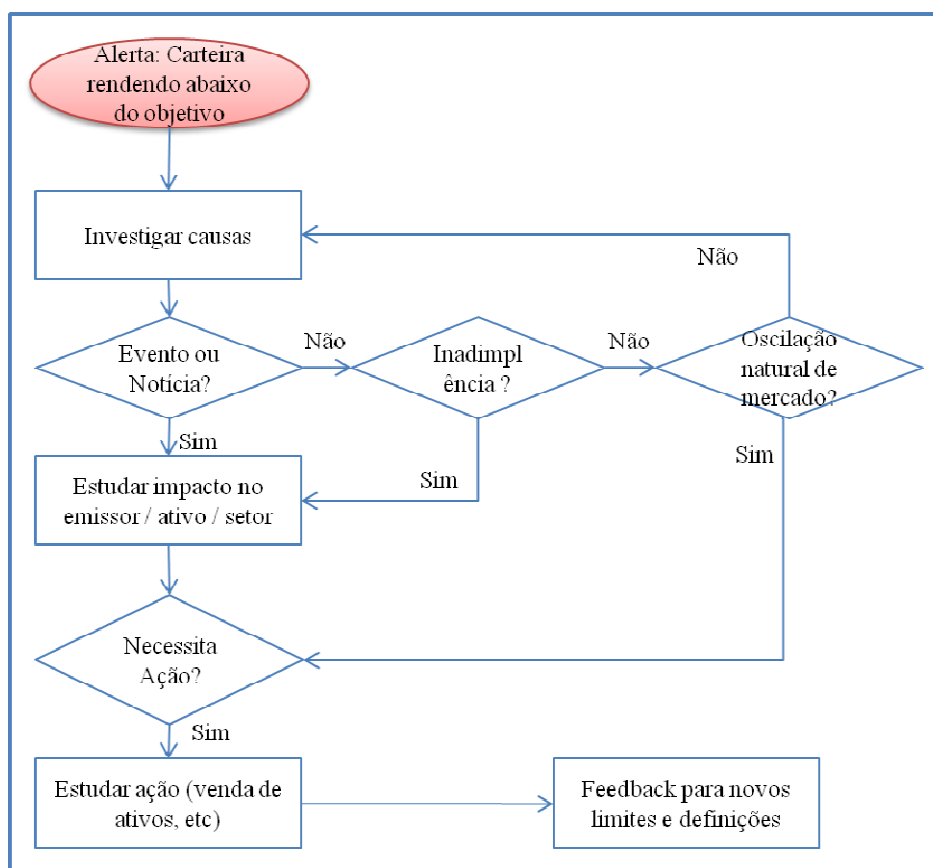 Alerta: Carteira
rendendo abaixo
do objetivo
Investigar causas
Não
Evento ou
Notícia?
Não
Inadimpl
ência ?
Não
Oscilação
natural de
mercado?
Sim
Sim
Sim
Estudar impacto no
emissor / ativo / setor
Necessita
Ação?
Sim
Estudar ação (venda de
ativos, etc)
Feedback para novos
limites e definições